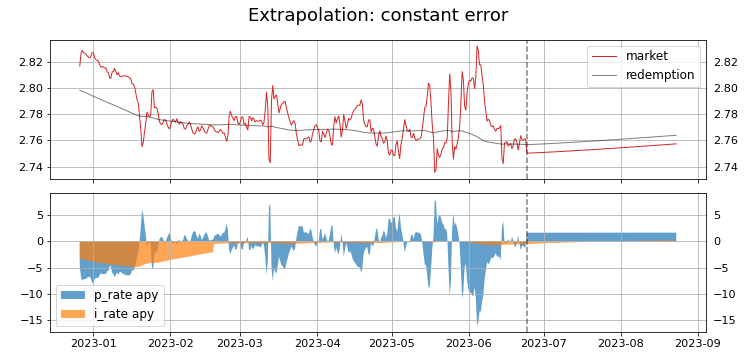 Extrapolation: constant error
market
redemption
2.82 2.82
2.80 2.80
2.78 2.78
2.76 2.76
2.74 2.74
5 5
0 0
−5 −5
−10 −10
−15 −15
p_rate apy
i_rate apy
2023-01 2023-02 2023-03 2023-04 2023-05 2023-06 2023-07 2023-08 2023-09